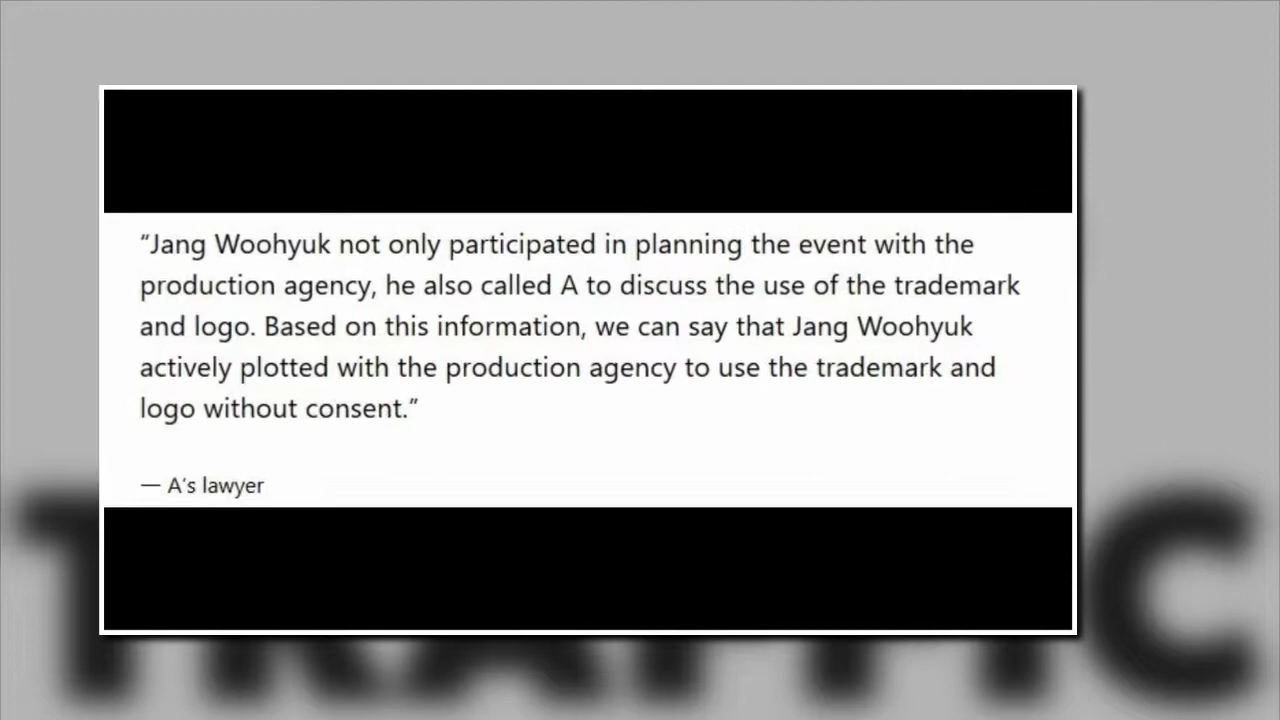 “Jang Woohyuk not only participated in planning the event with the
production agency, he also called A to discuss the use of the trademark
and logo. Based on this information, we can say that Jang Woohyuk
actively plotted with the production agency to use the trademark and
logo without consent.”
— A’s lawyer
TRAFFIC